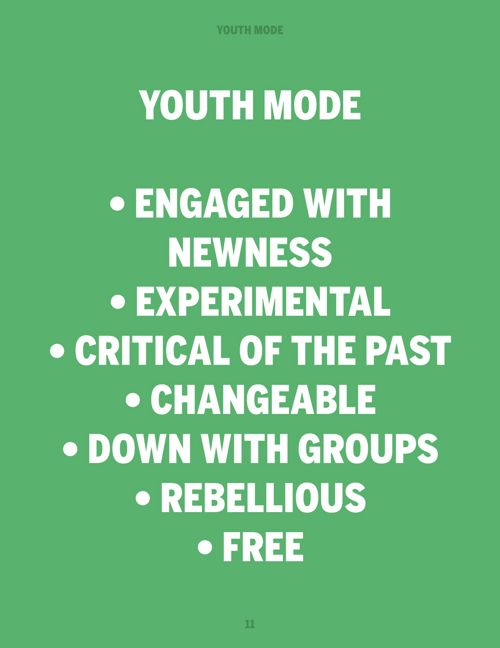 YOUTH MODE
YOUTH MODE
• ENGAGED WITH
NEWNESS
• EXPERIMENTAL
• CRITICAL OF THE PAST
• CHANGEABLE
• DOWN WITH GROUPS
• REBELLIOUS
• FREE
11